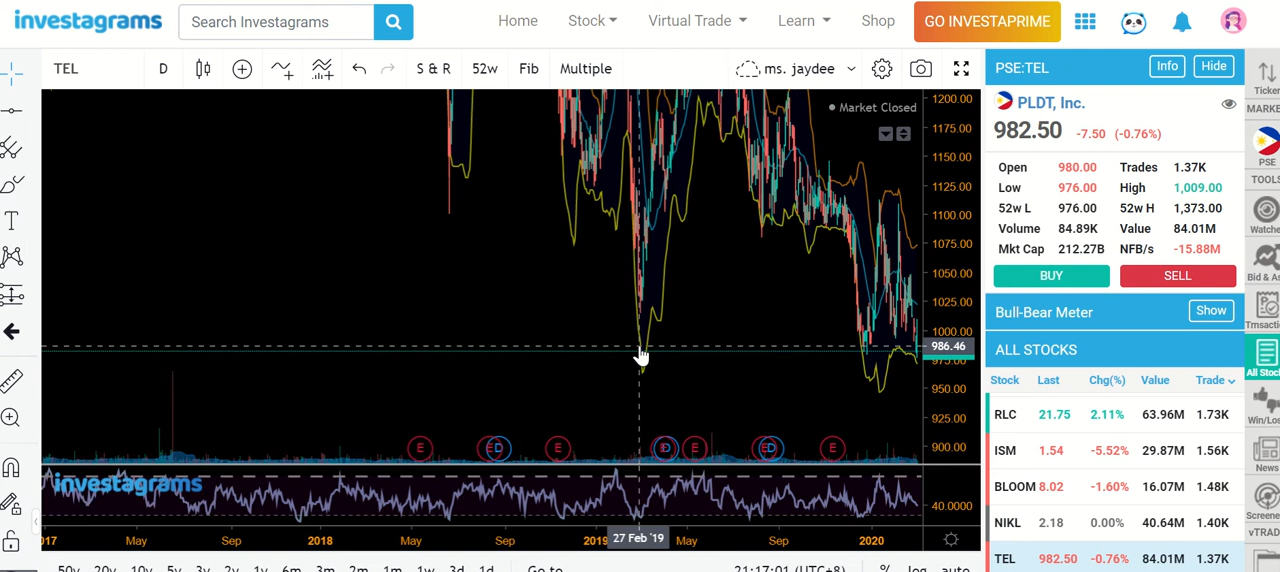 investagrams Search Investagrams Home Stock Virtual Trade Learn Shop GO INVESTAPRIME
TEL D S & R 52w Fib Multiple ms. jaydee
PSE:TEL Info Hide
Market Closed
PLDT, Inc.
982.50 -7.50 (-0.76%)
Open 980.00 Trades 1.37K
Low 976.00 High 1,009.00
52w L 976.00 52w H 1,373.00
Volume 84.89K Value 84.01M
Mkt Cap 212.27B NFB/s -15.88M
BUY SELL
Bull-Bear Meter Show
ALL STOCKS
Stock Last Chg(%) Value Trade
RLC 21.75 2.11% 63.96M 1.73K
ISM 1.54 -5.52% 29.87M 1.56K
BLOOM 8.02 -1.60% 16.07M 1.48K
NIKL 2.18 0.00% 40.64M 1.40K
TEL 982.50 -0.76% 84.01M 1.37K
1200.00
1175.00
1150.00
1125.00
1100.00
1075.00
1050.00
1025.00
1000.00
986.46
975.00
950.00
925.00
900.00
E E D E D E D E
investagrams
40.0000
2017 May Sep 2018 May Sep 2019 27 Feb '19 May Sep 2020
50y 20y 10y 5y 2y 1y 6m 3m 2m 1m 1w 3d 1d Go to 21:17:01 (UTC+8) % log auto
Ticker
MARKE
PSE
TOOLS
Watche
Bid & As
Trnsactio
All Stock
Win/Los
News
Screene
vTRAD